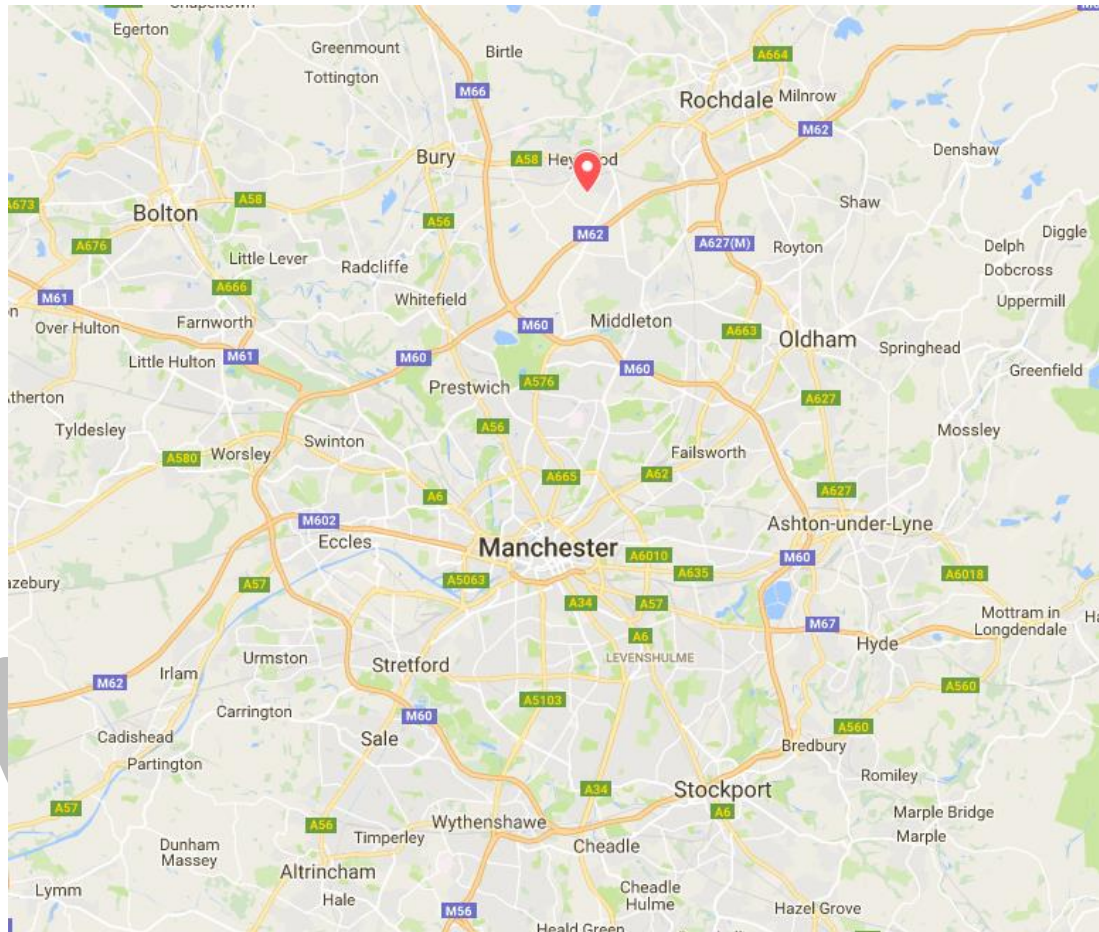 Egerton
Greenmount
Birtle
A664
Tottington
M66
Rochdale
Milnrow
M62
Bury
A58
Denshaw
A673
Bolton
A58
A56
Shaw
M62
A627(M)
Royton
Delph
Diggle
A676
Little Lever
Radcliffe
Dobcross
A666
Whitefield
Uppermill
M61
Over Hulton
Farnworth
M60
Middleton
A663
Oldham
Springhead
Little Hulton
M61
M60
M60
Greenfield
Prestwich
A576
A627
Tyldesley
A56
Mossley
Swinton
Failsworth
A580
Worsley
A665
A62
A6
A627
M602
Ashton-under-Lyne
Eccles
Manchester
A6010
M60
A57
A5063
A635
A6018
A34
A57
Mottram in
Longdendale
A6
M67
Hyde
Urmston
Stretford
LEVENSHULME
Irlam
M62
A5103
A560
Carrington
M60
A560
Cadishead
Sale
Bredbury
Partington
Romiley
A34
Stockport
A57
A6
Marple Bridge
A56
Wythenshawe
Timperley
Marple
Dunham
Massey
Cheadle
Altrincham
Lymm
Hale
Cheadle
Hulme
M56
Hazel Grove
Heald Green